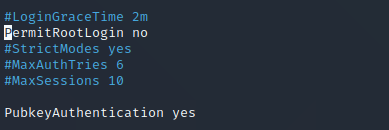 #LoginGraceTime 2m
PermitRootLogin no
#StrictModes yes
#MaxAuthTries 6
#MaxSessions 10
PubkeyAuthentication yes